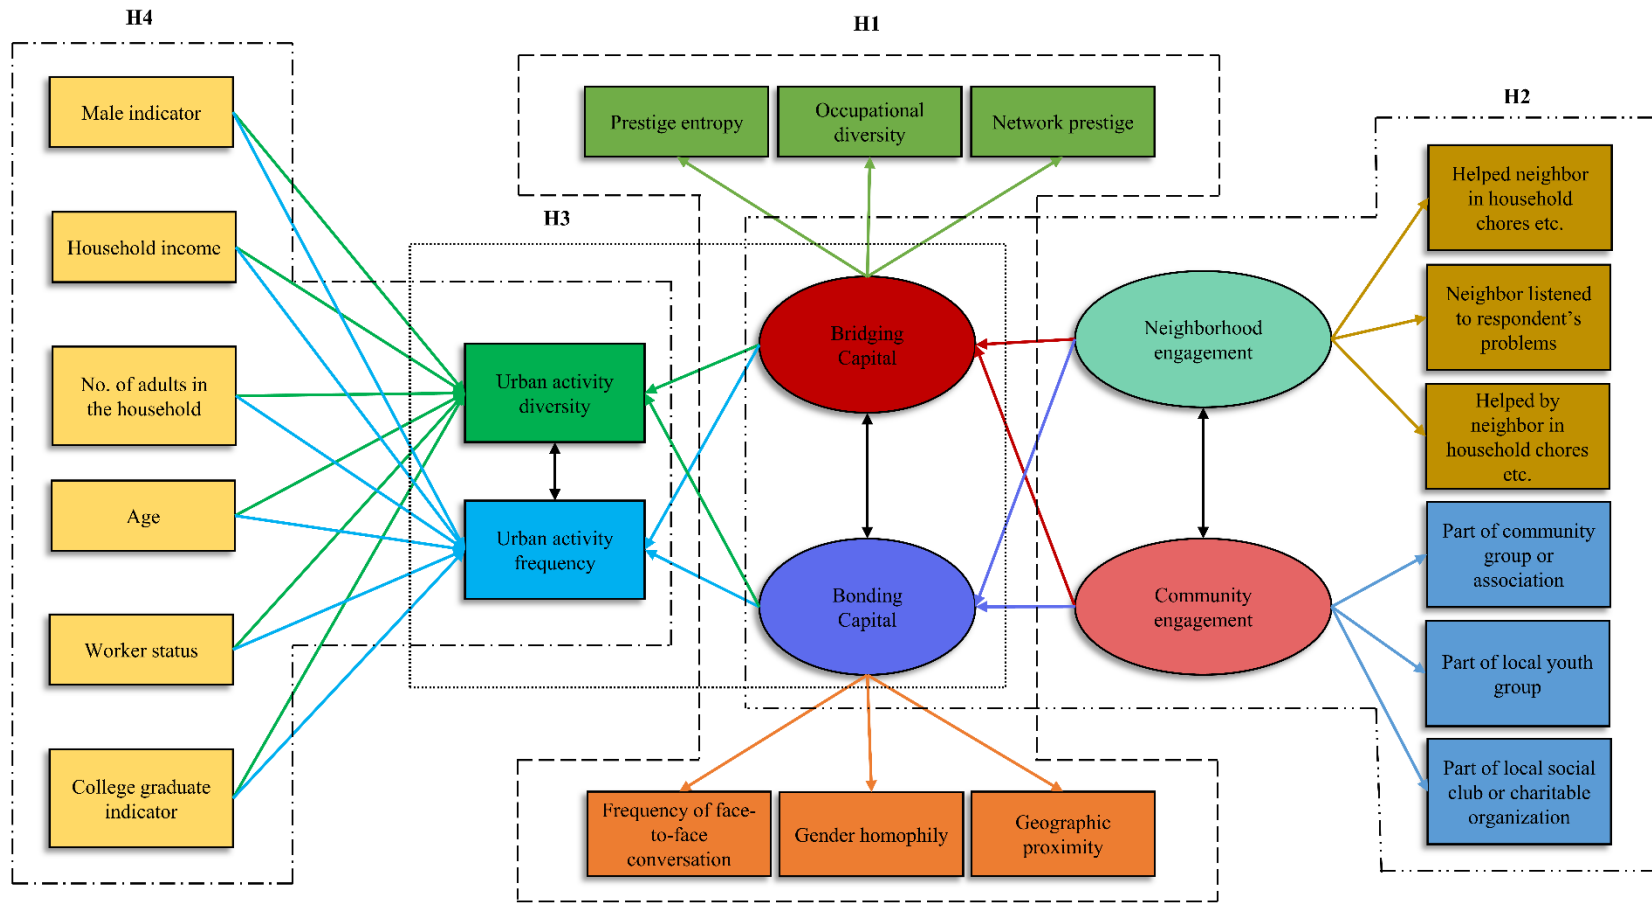 H4
H1
H2
H3
Male indicator
Household income
No. of adults in
the household
Age
Worker status
College graduate
indicator
Urban activity
diversity
Urban activity
frequency
Prestige entropy
Occupational
diversity
Network prestige
Bridging
Capital
Bonding
Capital
Frequency of face-
to-face
conversation
Gender homophily
Geographic
proximity
Neighborhood
engagement
Community
engagement
Helped neighbor
in household
chores etc.
Neighbor listened
to respondent’s
problems
Helped by
neighbor in
household chores
etc.
Part of community
group or
association
Part of local youth
group
Part of local social
club or charitable
organization